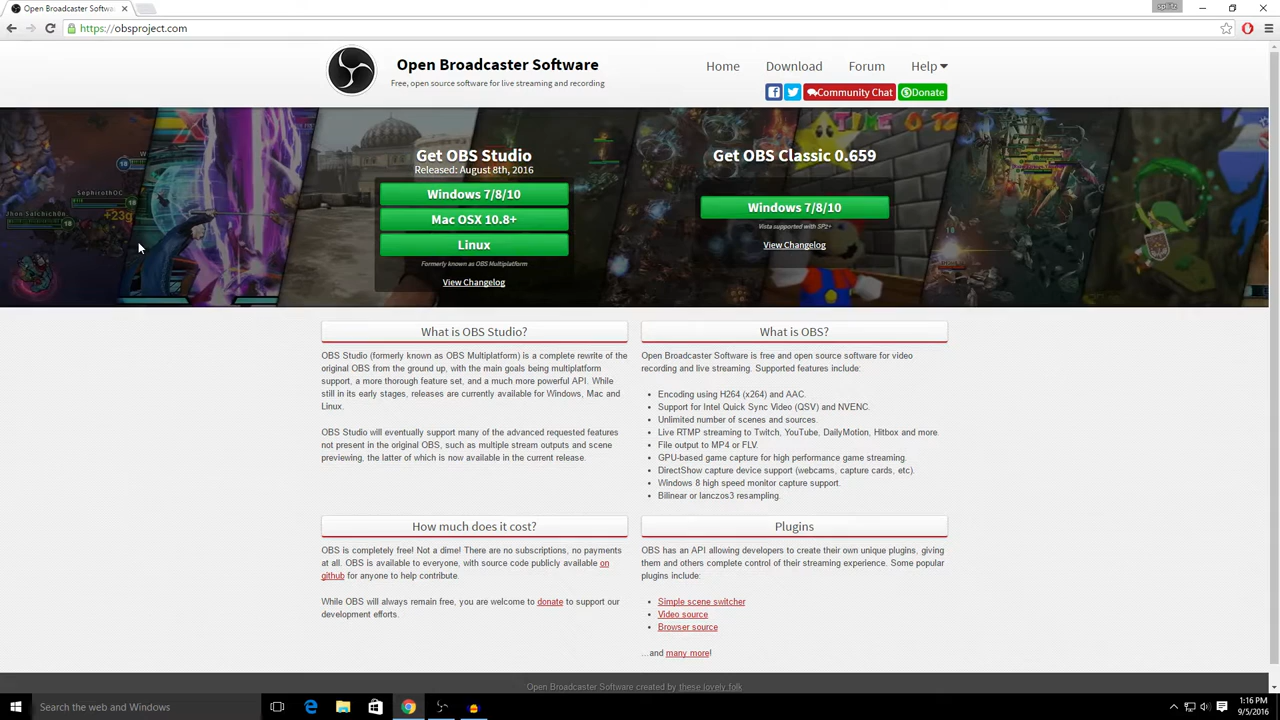 Open Broadcaster Softwa
splitz
https://obsproject.com
Open Broadcaster Software
Free, open source software for live streaming and recording
Home
Download
Forum
Help
Community Chat
Donate
Get OBS Studio
Released: August 8th, 2016
Windows 7/8/10
Mac OSX 10.8+
Linux
Formerly known as OBS Multiplatform
View Changelog
Get OBS Classic 0.659
Windows 7/8/10
Vista supported with SP2+
View Changelog
SephirothOC
18
18
+23
TIME
What is OBS Studio?
OBS Studio (formerly known as OBS Multiplatform) is a complete rewrite of the
original OBS from the ground up, with the main goals being multiplatform
support, a more thorough feature set, and a much more powerful API. While
still in its early stages, releases are currently available for Windows, Mac and
Linux.
OBS Studio will eventually support many of the advanced requested features
not present in the original OBS, such as multiple stream outputs and scene
previewing, the latter of which is now available in the current release.
What is OBS?
Open Broadcaster Software is free and open source software for video
recording and live streaming. Supported features include:
Encoding using H264 (x264) and AAC.
Support for Intel Quick Sync Video (QSV) and NVENC.
Unlimited number of scenes and sources.
Live RTMP streaming to Twitch, YouTube, DailyMotion, Hitbox and more.
File output to MP4 or FLV.
GPU-based game capture for high performance game streaming.
DirectShow capture device support (webcams, capture cards, etc).
Windows 8 high speed monitor capture support.
Bilinear or lanczos3 resampling.
How much does it cost?
OBS is completely free! Not a dime! There are no subscriptions, no payments
at all. OBS is available to everyone, with source code publicly available on
github for anyone to help contribute.
While OBS will always remain free, you are welcome to donate to support our
development efforts.
Plugins
OBS has an API allowing developers to create their own unique plugins, giving
them and others complete control of their streaming experience. Some popular
plugins include:
Simple scene switcher
Video source
Browser source
...and many more!
Open Broadcaster Software created by these lovely folk
Search the web and Windows
1:16 PM
9/5/2016